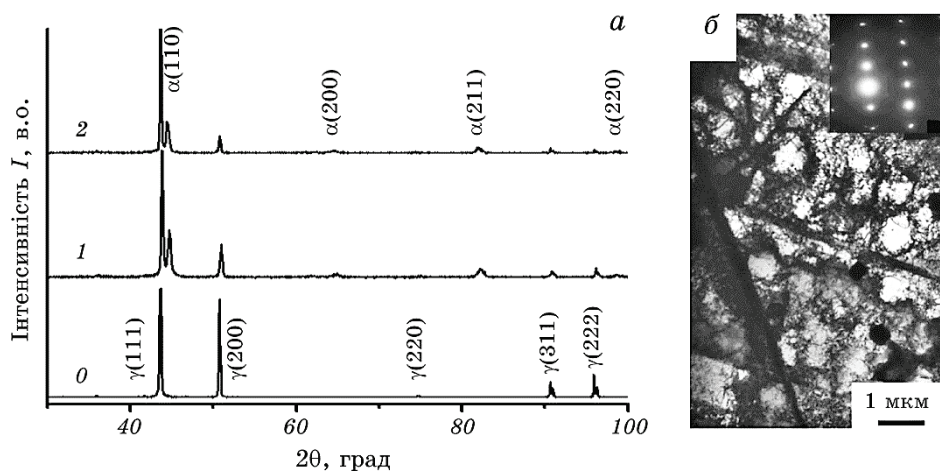 а
б
Інтенсивність I, в.о.
2
α(110)
α(200)
α(211)
α(220)
1
0
γ(111)
γ(200)
γ(220)
γ(311)
γ(222)
40 60 80 100
2θ, град
1 мкм